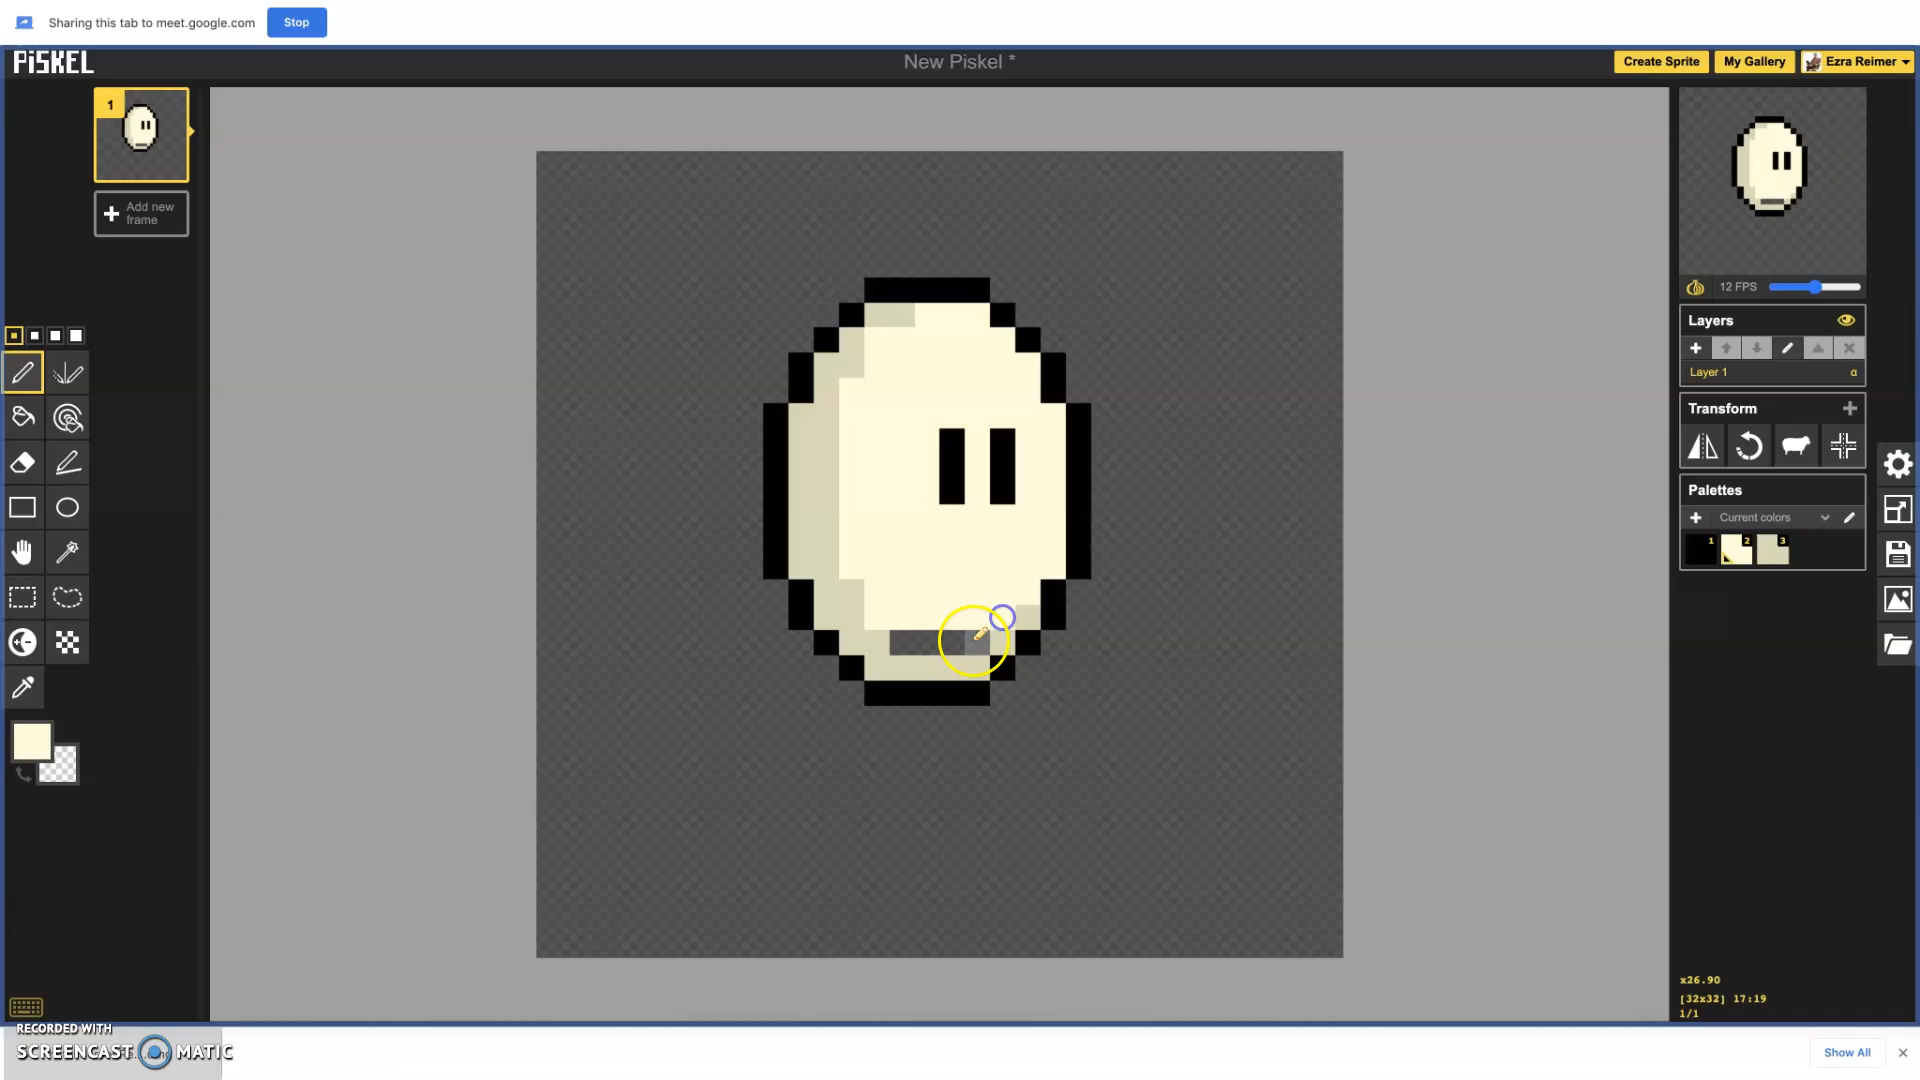 Sharing this tab to meet.google.com
Stop
PiSKEL
New Piskel *
Create Sprite
My Gallery
Ezra Reimer
1
Add new
frame
12 FPS
Layers
Layer 1
α
Transform
Palettes
Current colors
1
2
3
x26.90
[32x32] 17:19
1/1
RECORDED WITH
SCREENCAST MATIC
Show All